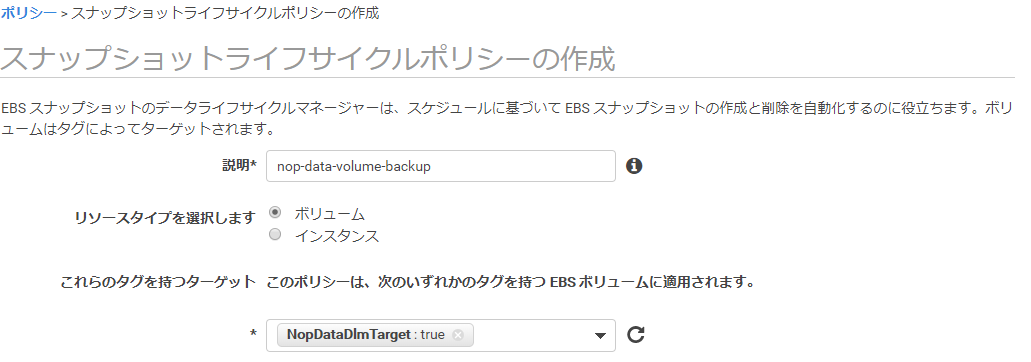 ポリシー > スナップショットライフサイクルポリシーの作成
スナップショットライフサイクルポリシーの作成
EBS スナップショットのデータライフサイクルマネージャーは、スケジュールに基づいて EBS スナップショットの作成と削除を自動化するのに役立ちます。ボリ
ュームはタグによってターゲットされます。
説明* nop-data-volume-backup
リソースタイプを選択します ボリューム
インスタンス
これらのタグを持つターゲット このポリシーは、次のいずれかのタグを持つ EBS ボリュームに適用されます。
* NopDataDlmTarget : true